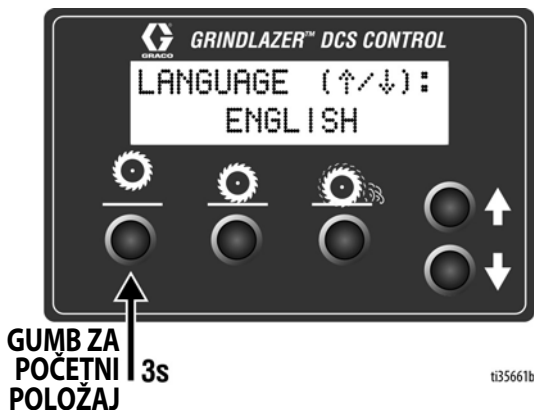 GRACO
GRINDLAZER™ DCS CONTROL
LANGUAGE (↑/↓):
ENGLISH
GUMB ZA
POČETNI
POLOŽAJ
3s
ti35661b